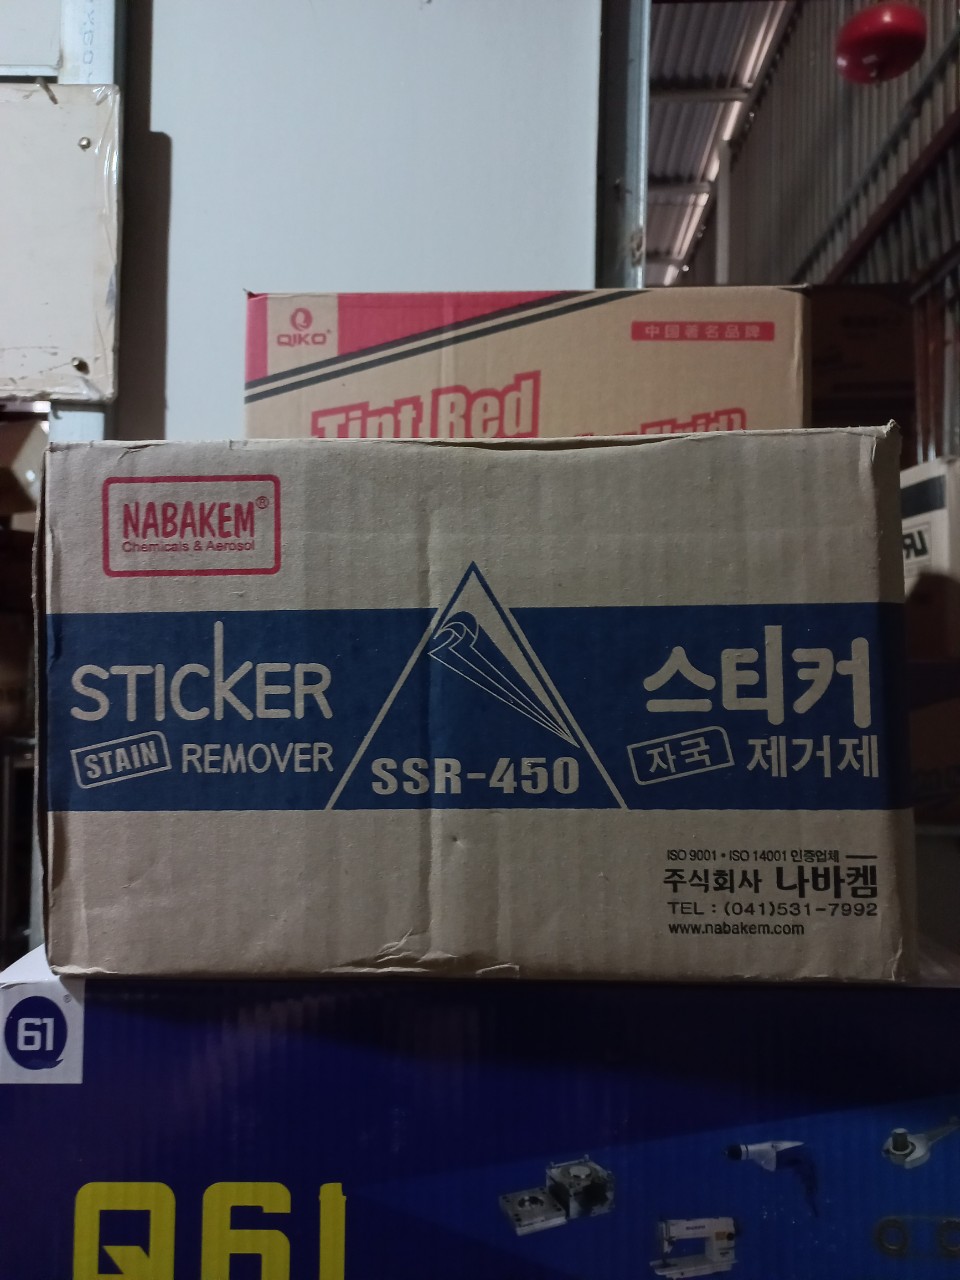 QIKO
中国著名品牌
Tint Red
NABAKEM®
Chemicals & Aerosol
STICKER
STAIN REMOVER
SSR-450
스티커
자국 제거제
ISO 9001 • ISO 14001 인증업체
주식회사 나바켐
TEL : (041)531-7992
www.nabakem.com
61
Q61